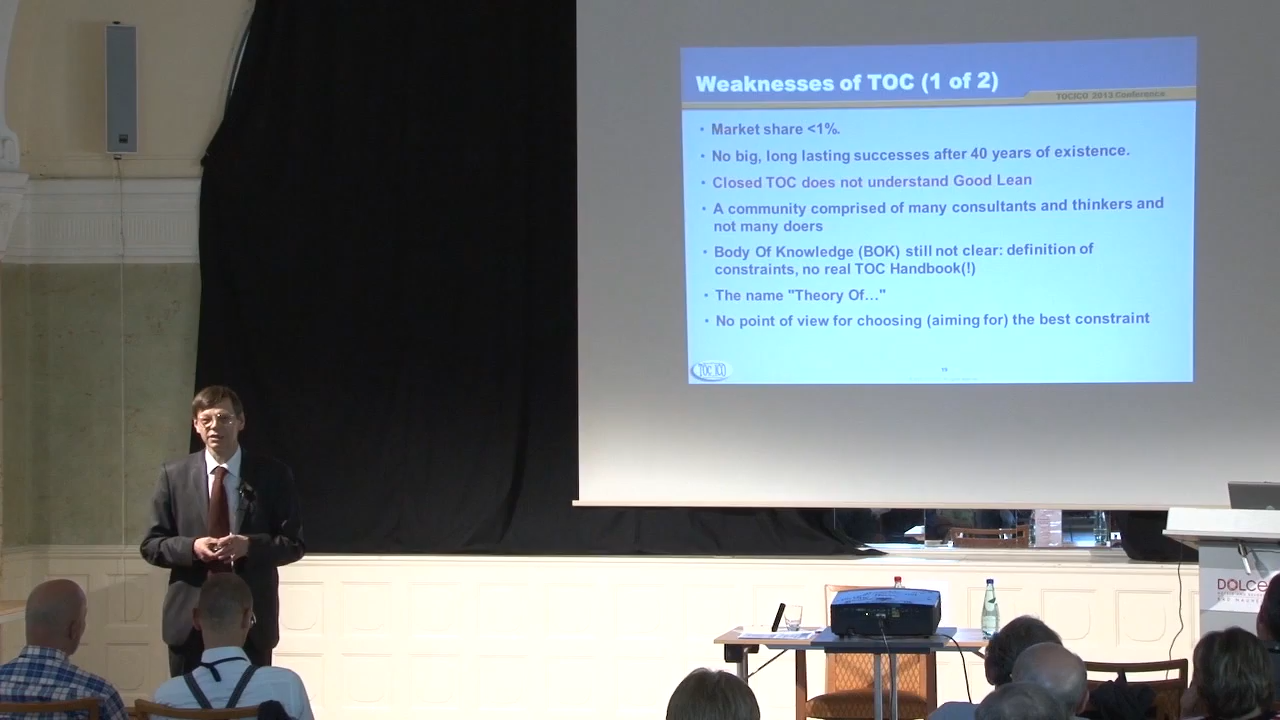 Weaknesses of TOC (1 of 2)
TOCICO 2013 Conference
• Market share <1%.
• No big, long lasting successes after 40 years of existence.
• Closed TOC does not understand Good Lean
• A community comprised of many consultants and thinkers and
not many doers
• Body Of Knowledge (BOK) still not clear: definition of
constraints, no real TOC Handbook(!)
• The name "Theory Of…"
• No point of view for choosing (aiming for) the best constraint
TOC ICO
DOLCE